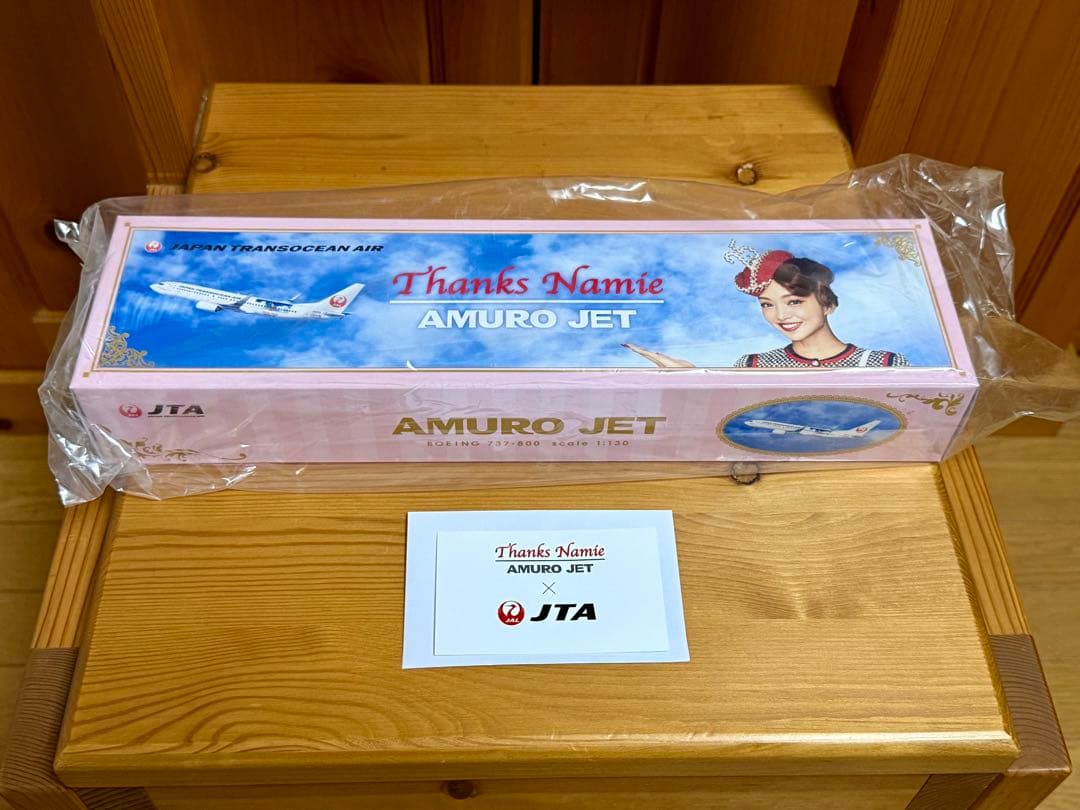 JAPAN TRANSOCEAN AIR
Thanks Namie
AMURO JET
JTA
AMURO JET
BOEING 737-800 scale 1:130
Thanks Namie
AMURO JET
×
JAL JTA